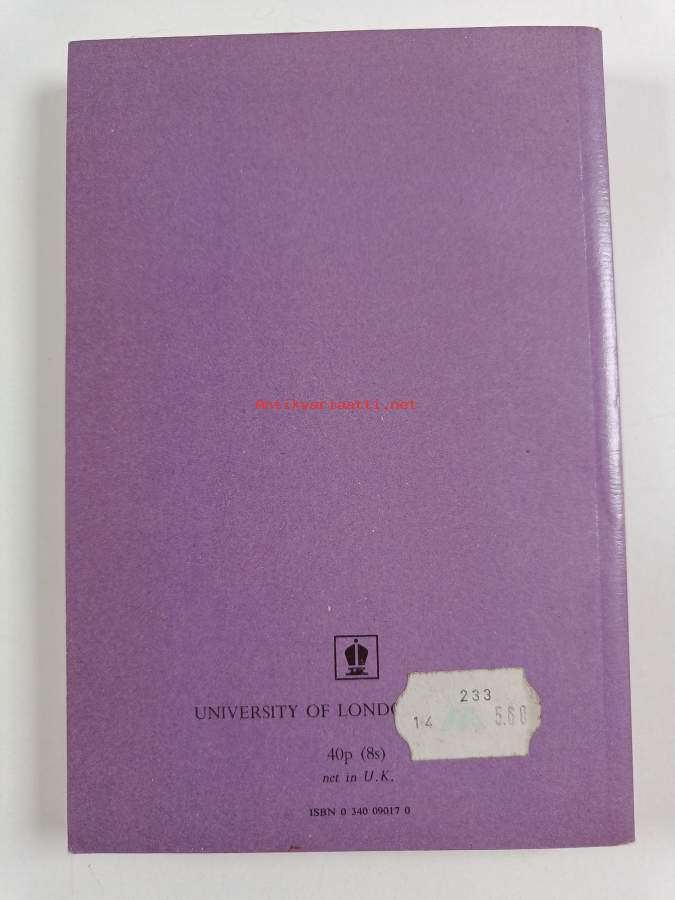 Antikvariaatti.net
UNIVERSITY OF LONDO
233
14 5.60
40p (8s)
net in U.K.
ISBN 0 340 09017 0